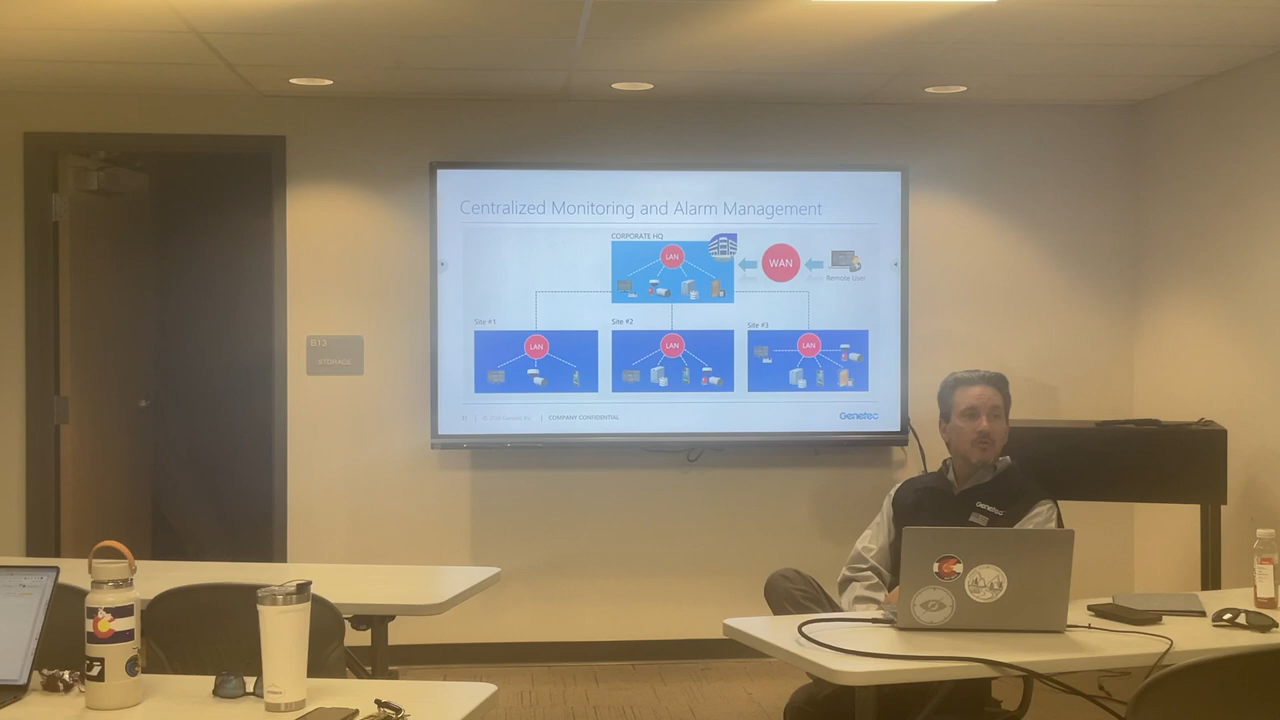 Centralized Monitoring and Alarm Management
CORPORATE HQ
LAN
WAN
Remote User
Site #1
Site #2
Site #3
LAN
LAN
LAN
COMPANY CONFIDENTIAL
Genetec
B13
STORAGE
Genetec